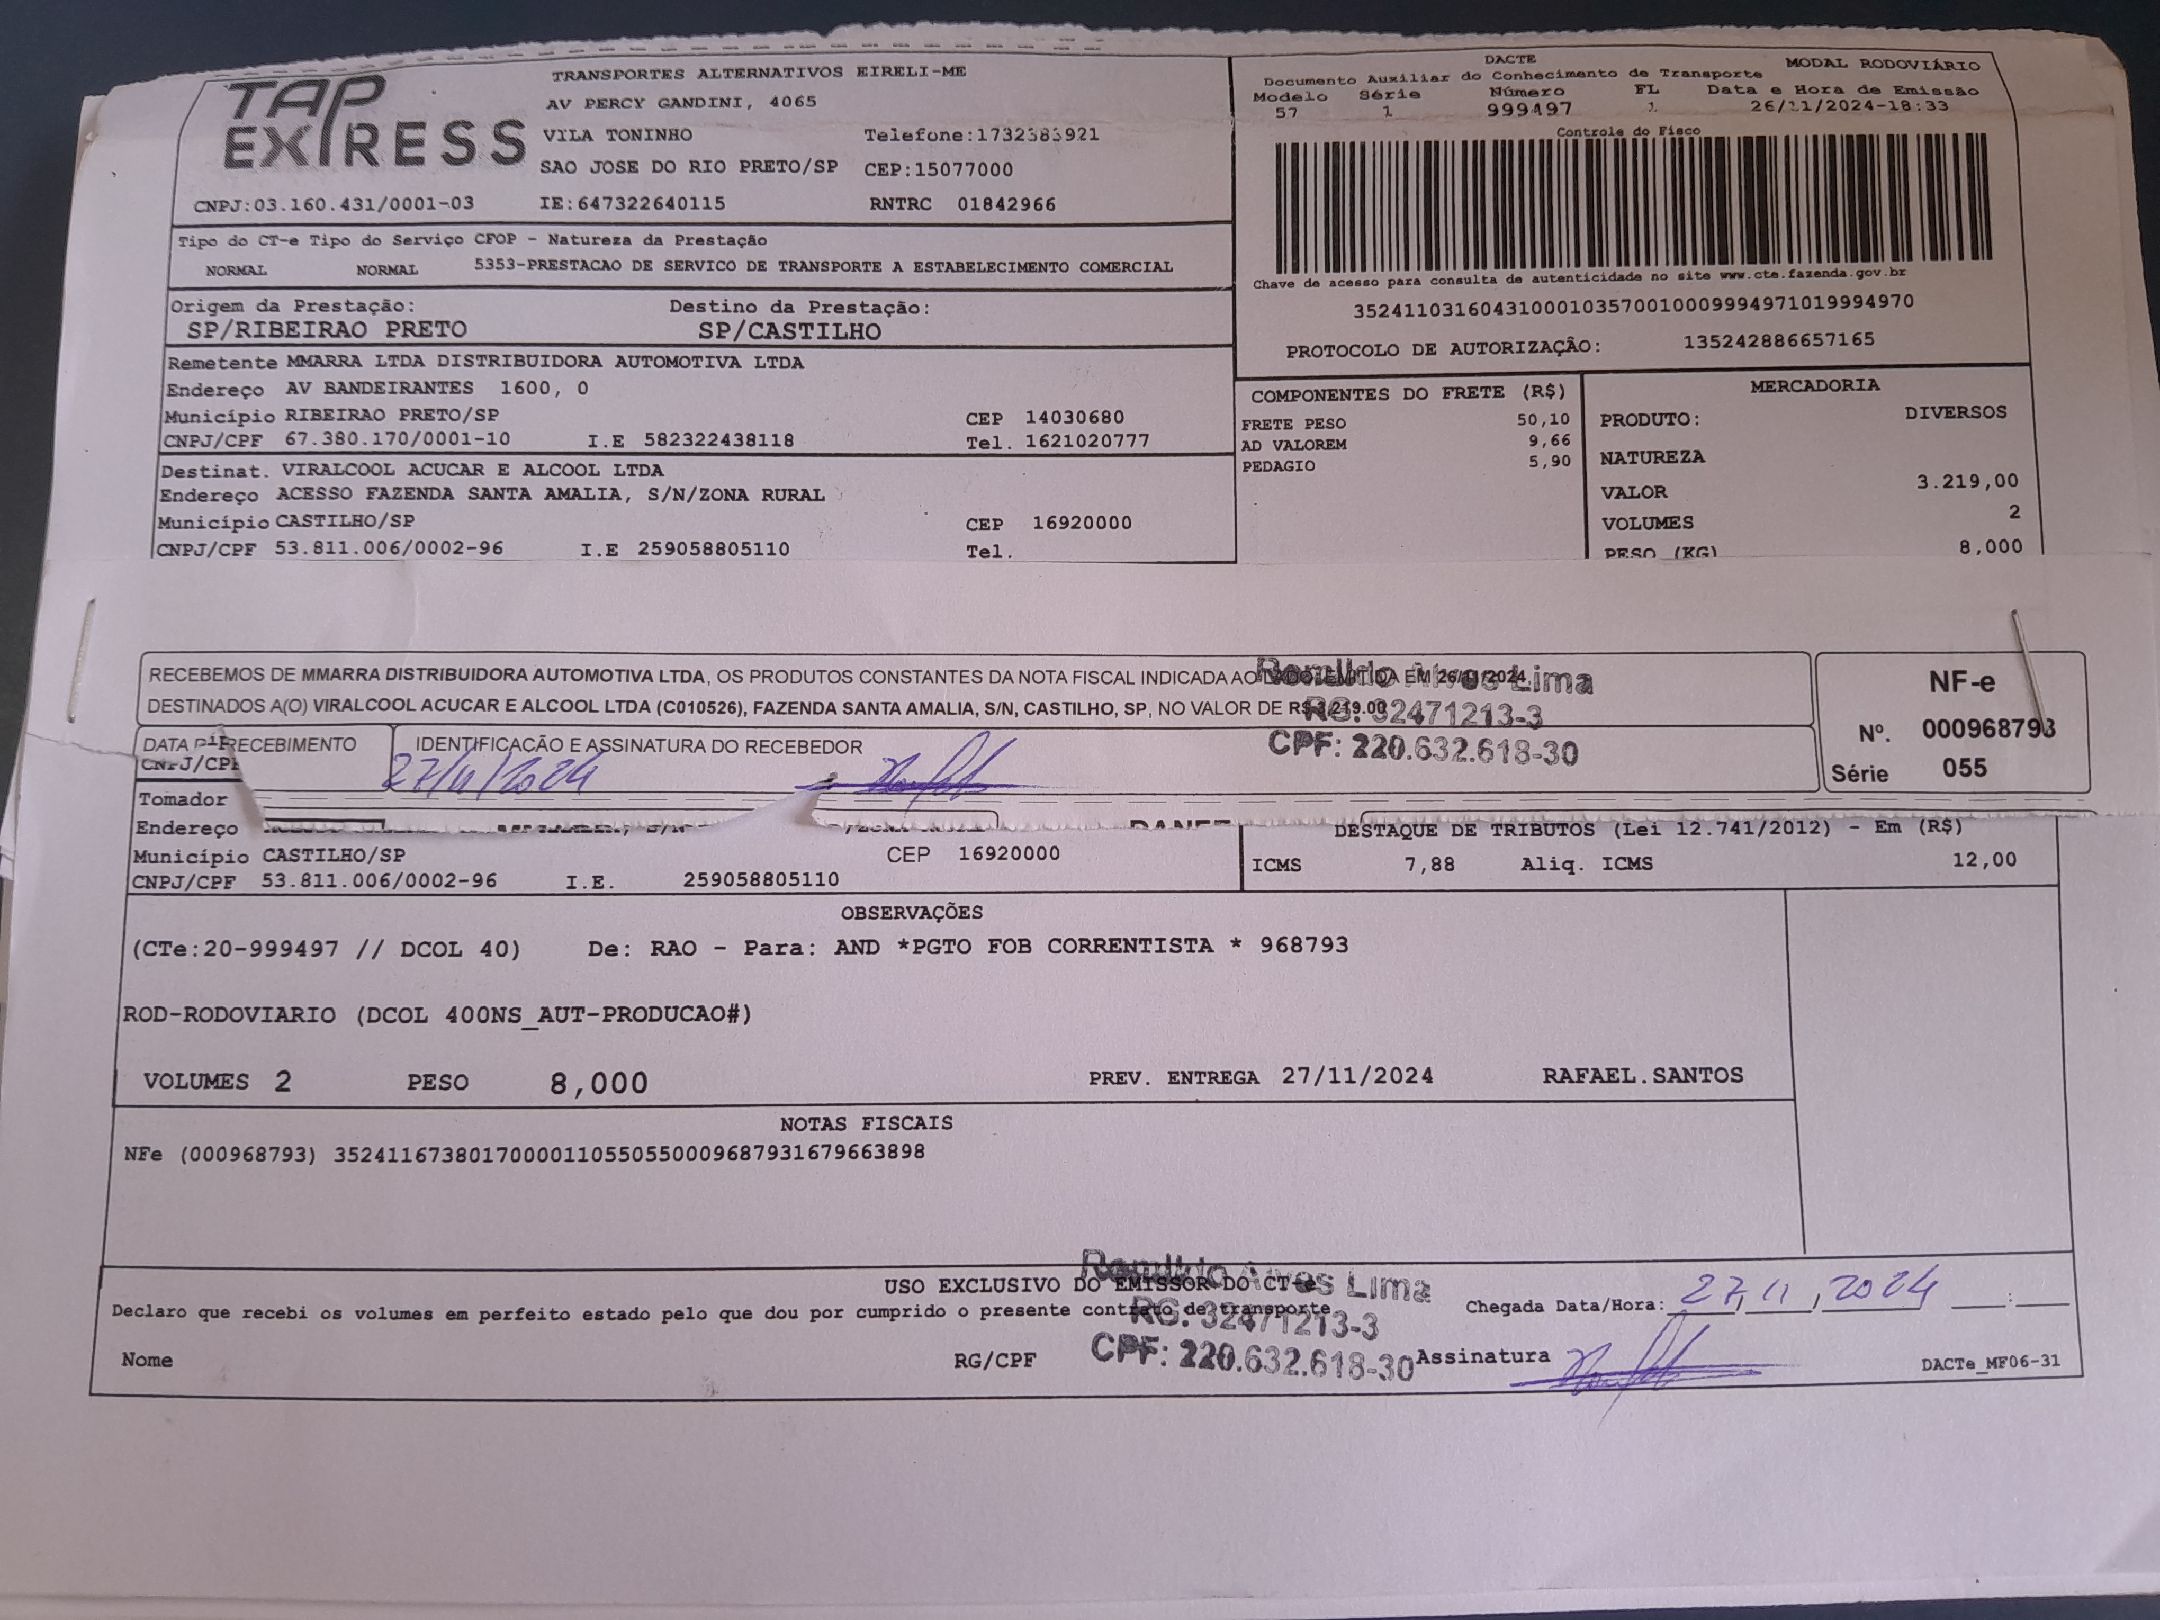 TAP EXPRESS
TRANSPORTES ALTERNATIVOS EIRELI-ME
AV PERCY GANDINI, 4065
VILA TONINHO Telefone:1732383921
SAO JOSE DO RIO PRETO/SP CEP:15077000
CNPJ:03.160.431/0001-03 IE:647322640115 RNTRC 01842966
DACTE MODAL RODOVIÁRIO
Documento Auxiliar do Conhecimento de Transporte
Modelo Série Número FL Data e Hora de Emissão
57 1 999497 1 26/11/2024-18:33
Controle do Fisco
Chave de acesso para consulta de autenticidade no site www.cte.fazenda.gov.br
35241103160431000103570010009994971019994970
PROTOCOLO DE AUTORIZAÇÃO: 135242886657165
Tipo do CT-e Tipo do Serviço CFOP - Natureza da Prestação
NORMAL NORMAL 5353-PRESTACAO DE SERVICO DE TRANSPORTE A ESTABELECIMENTO COMERCIAL
Origem da Prestação: Destino da Prestação:
SP/RIBEIRAO PRETO SP/CASTILHO
Remetente MMARRA LTDA DISTRIBUIDORA AUTOMOTIVA LTDA
Endereço AV BANDEIRANTES 1600, 0
Município RIBEIRAO PRETO/SP CEP 14030680
CNPJ/CPF 67.380.170/0001-10 I.E 582322438118 Tel. 1621020777
Destinat. VIRALCOOL ACUCAR E ALCOOL LTDA
Endereço ACESSO FAZENDA SANTA AMALIA, S/N/ZONA RURAL
Município CASTILHO/SP CEP 16920000
CNPJ/CPF 53.811.006/0002-96 I.E 259058805110 Tel.
COMPONENTES DO FRETE (R$)
FRETE PESO 50,10
AD VALOREM 9,66
PEDAGIO 5,90
MERCADORIA
PRODUTO: DIVERSOS
NATUREZA
VALOR 3.219,00
VOLUMES 2
PESO (KG) 8,000
RECEBEMOS DE MMARRA DISTRIBUIDORA AUTOMOTIVA LTDA, OS PRODUTOS CONSTANTES DA NOTA FISCAL INDICADA AO LADO EMITIDA EM 26/11/2024
DESTINADOS A(O) VIRALCOOL ACUCAR E ALCOOL LTDA (C010526), FAZENDA SANTA AMALIA, S/N, CASTILHO, SP, NO VALOR DE R$ 3.219.00
Romildo Alves Lima
RG: 32471213-3
CPF: 220.632.618-30
NF-e
Nº. 000968793
Série 055
DATA DE RECEBIMENTO IDENTIFICAÇÃO E ASSINATURA DO RECEBEDOR
27/11/2024
CNPJ/CPF
Tomador
Endereço
DANFE
Município CASTILHO/SP CEP 16920000
CNPJ/CPF 53.811.006/0002-96 I.E. 259058805110
DESTAQUE DE TRIBUTOS (Lei 12.741/2012) - Em (R$)
ICMS 7,88 Aliq. ICMS 12,00
OBSERVAÇÕES
(CTe:20-999497 // DCOL 40) De: RAO - Para: AND *PGTO FOB CORRENTISTA * 968793
ROD-RODOVIARIO (DCOL 400NS_AUT-PRODUCAO#)
VOLUMES 2 PESO 8,000 PREV. ENTREGA 27/11/2024 RAFAEL.SANTOS
NOTAS FISCAIS
NFe (000968793) 35241167380170000110550550009687931679663898
USO EXCLUSIVO DO EMISSOR DO CT-e
Declaro que recebi os volumes em perfeito estado pelo que dou por cumprido o presente contrato de transporte
Romildo Alves Lima
RG: 32471213-3
CPF: 220.632.618-30
Chegada Data/Hora: 27, 11, 2024 :
Nome RG/CPF Assinatura DACTe_MF06-31